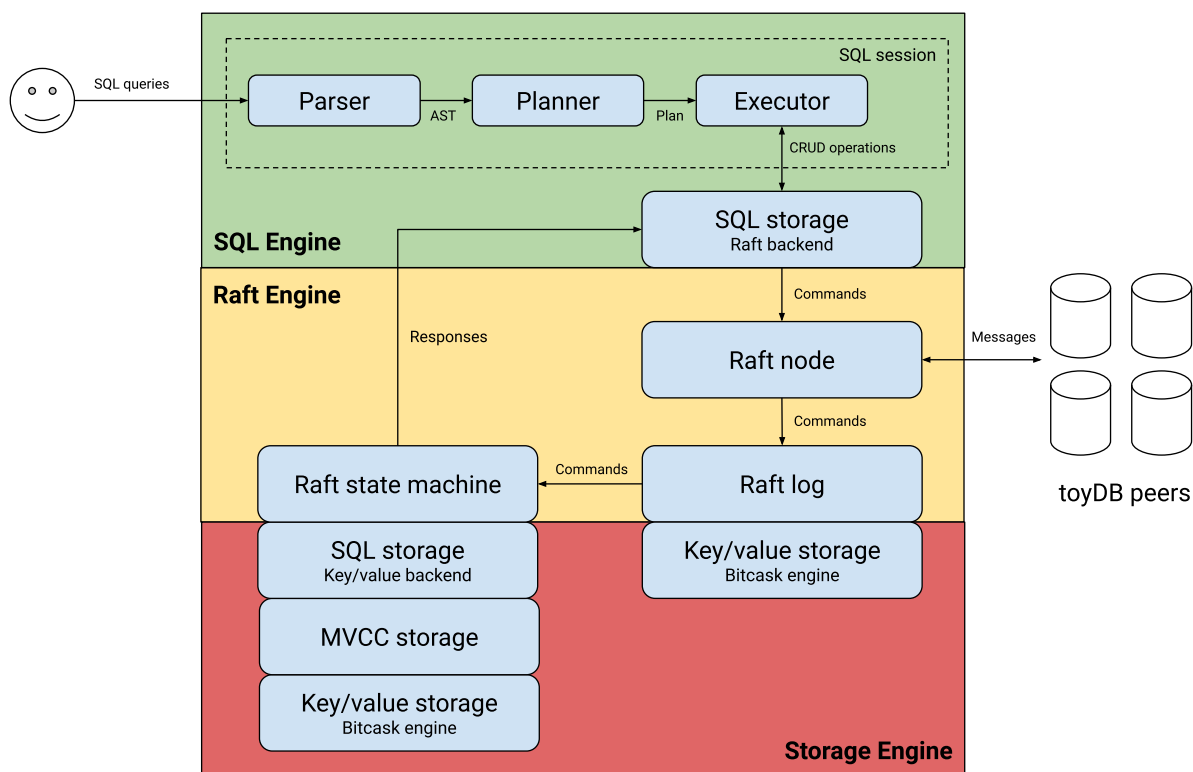 SQL session
SQL queries
Parser
AST
Planner
Plan
Executor
CRUD operations
SQL storage
Raft backend
SQL Engine
Raft Engine
Commands
Responses
Raft node
Messages
Commands
Raft state machine
Commands
Raft log
toyDB peers
SQL storage
Key/value backend
Key/value storage
Bitcask engine
MVCC storage
Key/value storage
Bitcask engine
Storage Engine